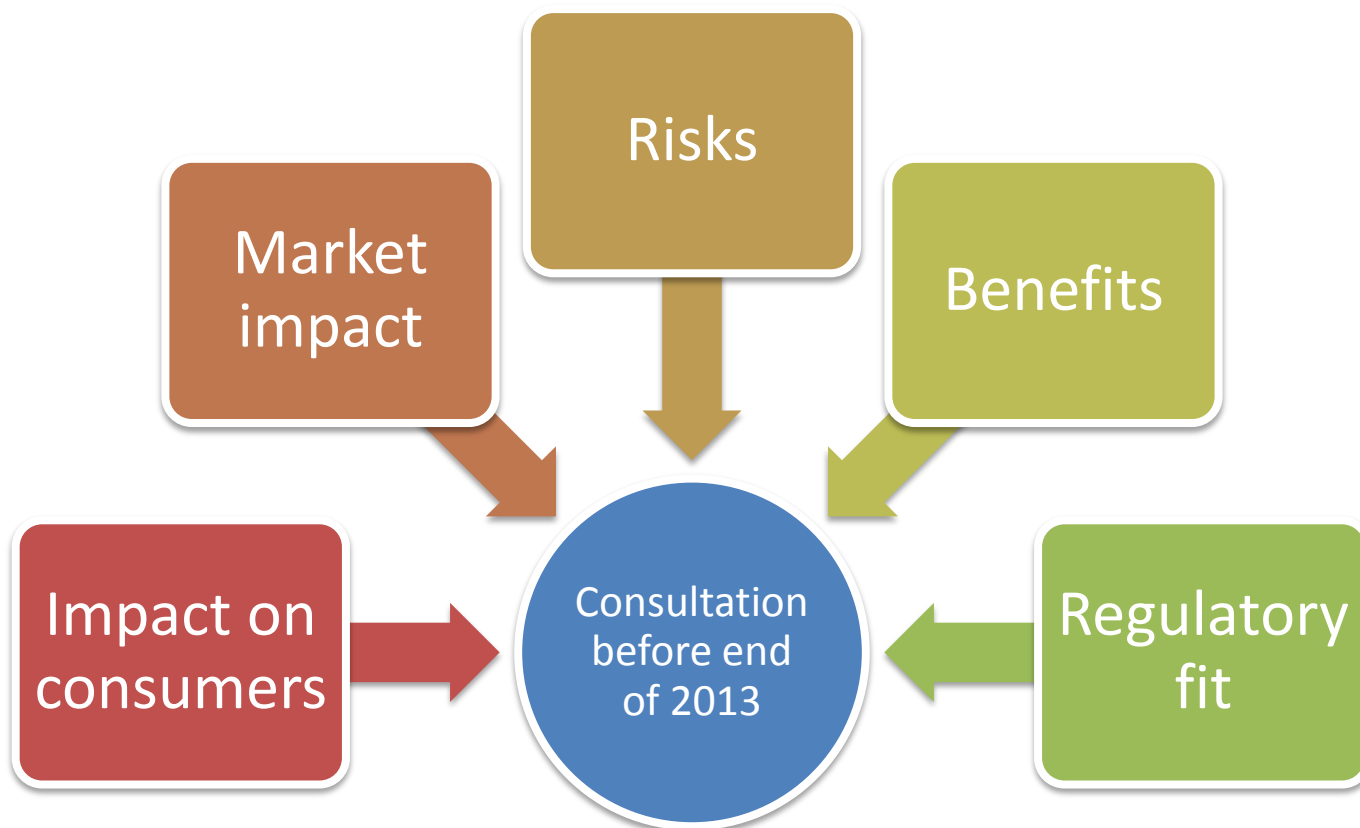 Risks
Market
impact
Benefits
Impact on
consumers
Consultation
before end
of 2013
Regulatory
fit